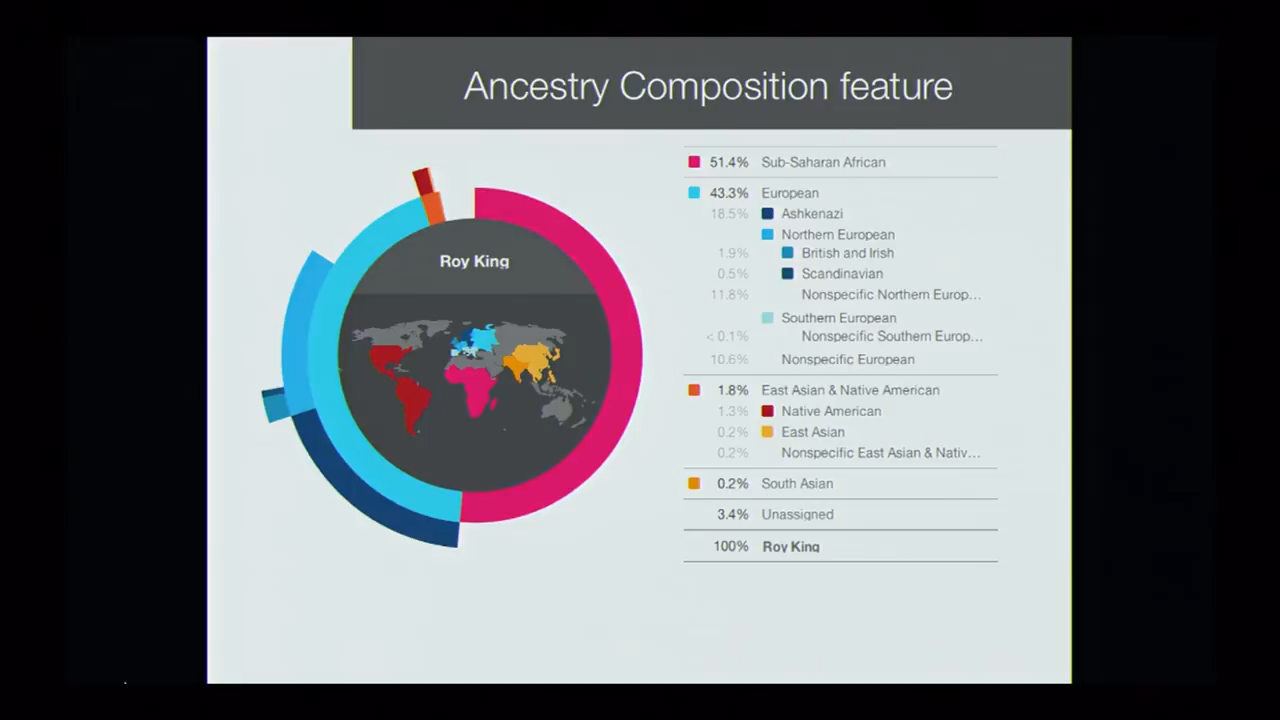 Ancestry Composition feature
Roy King
51.4% Sub-Saharan African
43.3% European
18.5% Ashkenazi
Northern European
1.9% British and Irish
0.5% Scandinavian
11.8% Nonspecific Northern Europ...
Southern European
< 0.1% Nonspecific Southern Europ...
10.6% Nonspecific European
1.8% East Asian & Native American
1.3% Native American
0.2% East Asian
0.2% Nonspecific East Asian & Nativ...
0.2% South Asian
3.4% Unassigned
100% Roy King